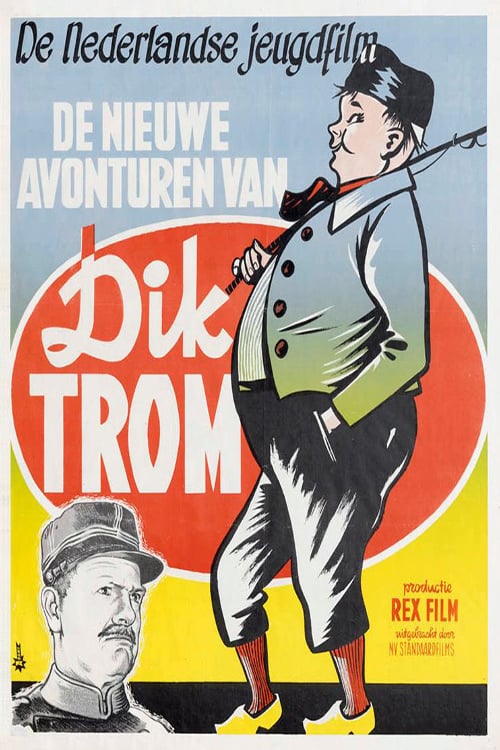 De Nederlandse jeugdfilm
DE NIEUWE
AVONTUREN VAN
Dik
TROM
productie
REX FILM
uitgebracht door
NV STANDAARDFILMS